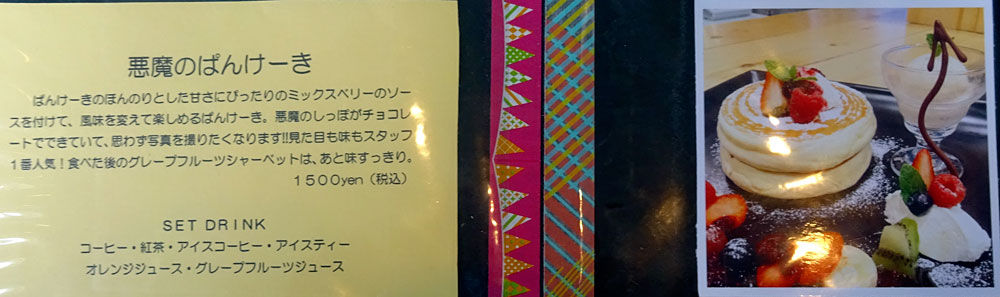 悪魔のぱんけーき
ぱんけーきのほんのりとした甘さにぴったりのミックスベリーのソー
スを付けて、風味を変えて楽しめるぱんけーき。悪魔のしっぽがチョコレ
ートでできていて、思わず写真を撮りたくなります!!見た目も味もスタッフ
1番人気！食べた後のグレープフルーツシャーベットは、あと味すっきり。
1500yen（税込）
SET DRINK
コーヒー・紅茶・アイスコーヒー・アイスティー
オレンジジュース・グレープフルーツジュース